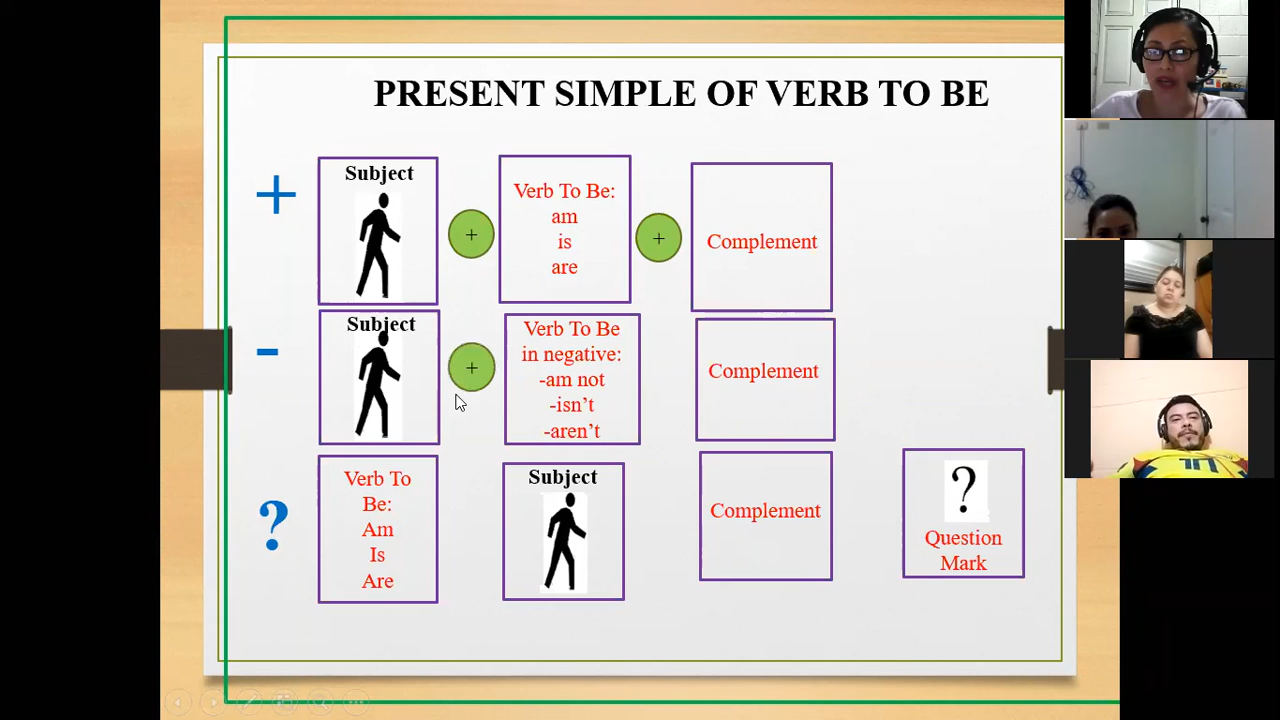 PRESENT SIMPLE OF VERB TO BE
+
Subject
+
Verb To Be:
am
is
are
+
Complement
-
Subject
+
Verb To Be
in negative:
-am not
-isn't
-aren't
Complement
?
Verb To
Be:
Am
Is
Are
Subject
Complement
?
Question
Mark